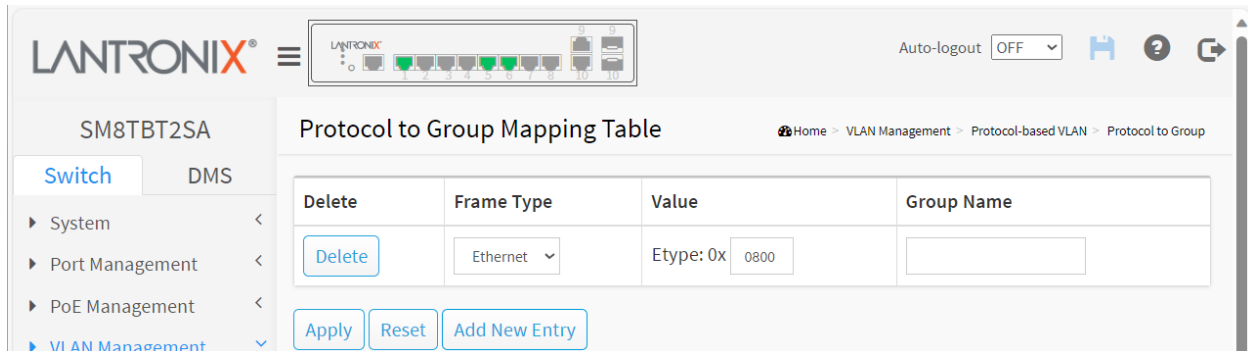 LANTRONIX®
LANTRONIX
9 9
1 2 3 4 5 6 7 8 10 10
Auto-logout OFF
SM8TBT2SA
Switch DMS
System
Port Management
PoE Management
VLAN Management
Protocol to Group Mapping Table
Home > VLAN Management > Protocol-based VLAN > Protocol to Group
Delete Frame Type Value Group Name
Delete Ethernet Etype: 0x 0800
Apply Reset Add New Entry